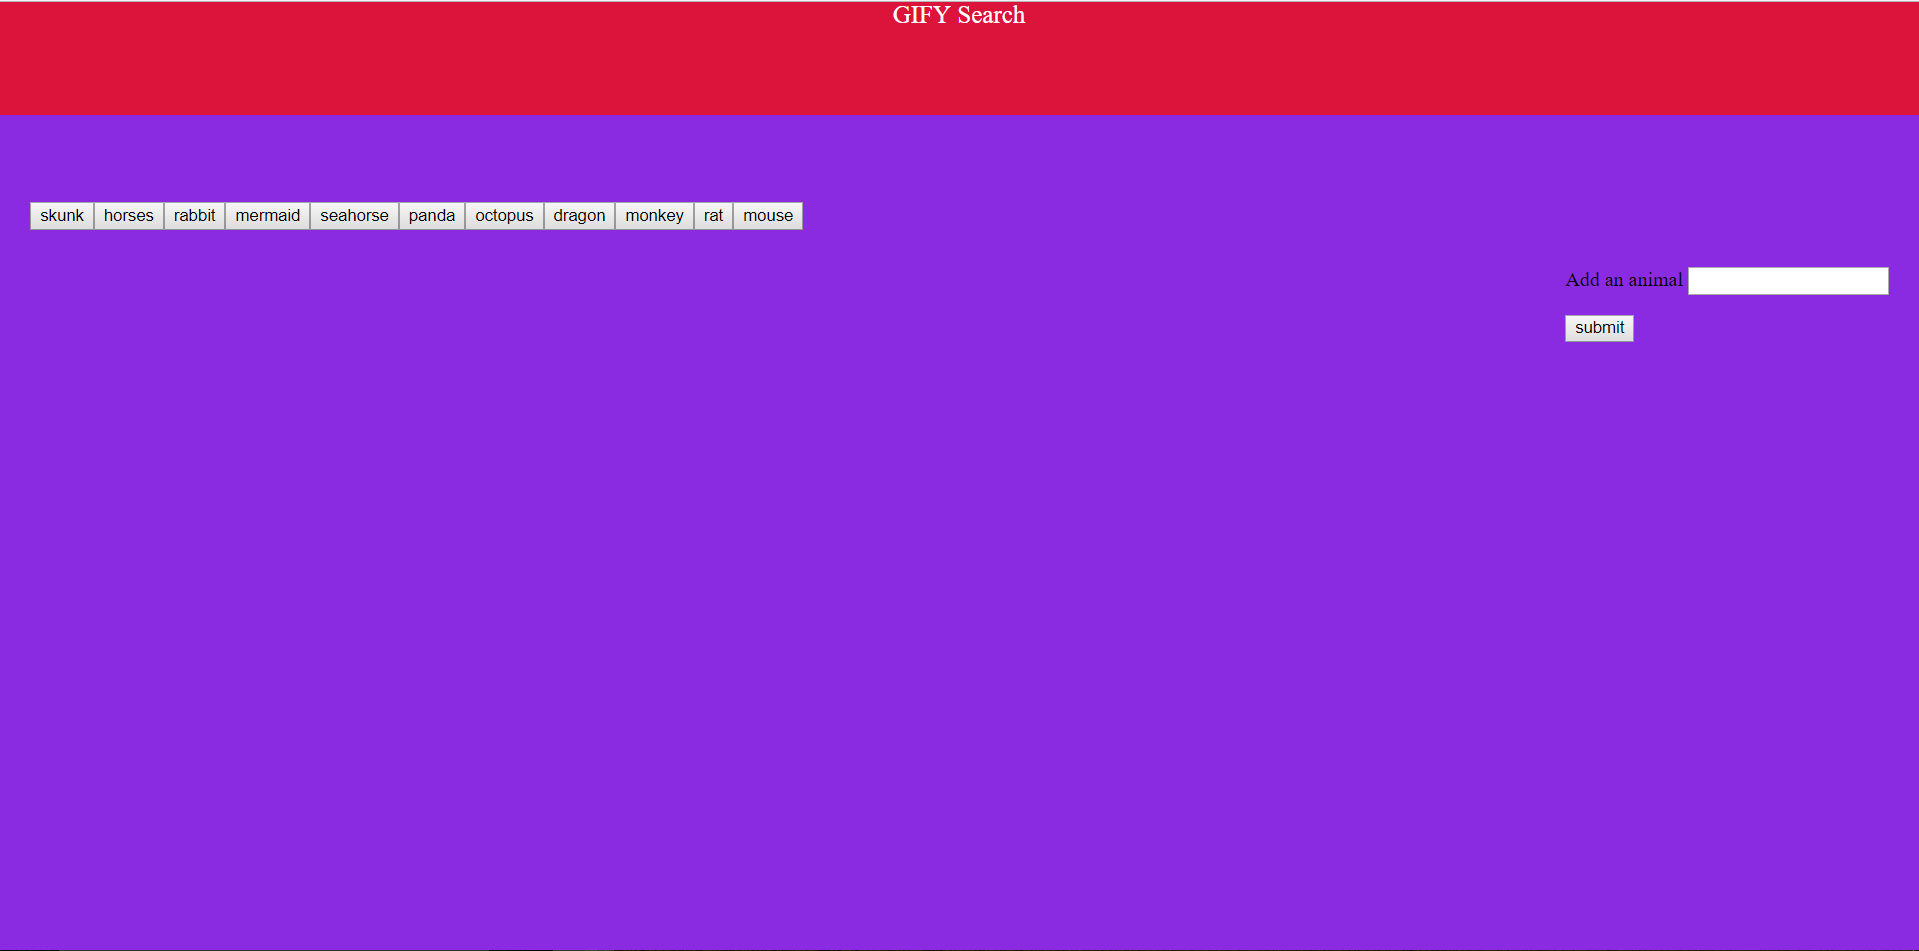 GIFY Search
skunk horses rabbit mermaid seahorse panda octopus dragon monkey rat mouse
Add an animal
submit